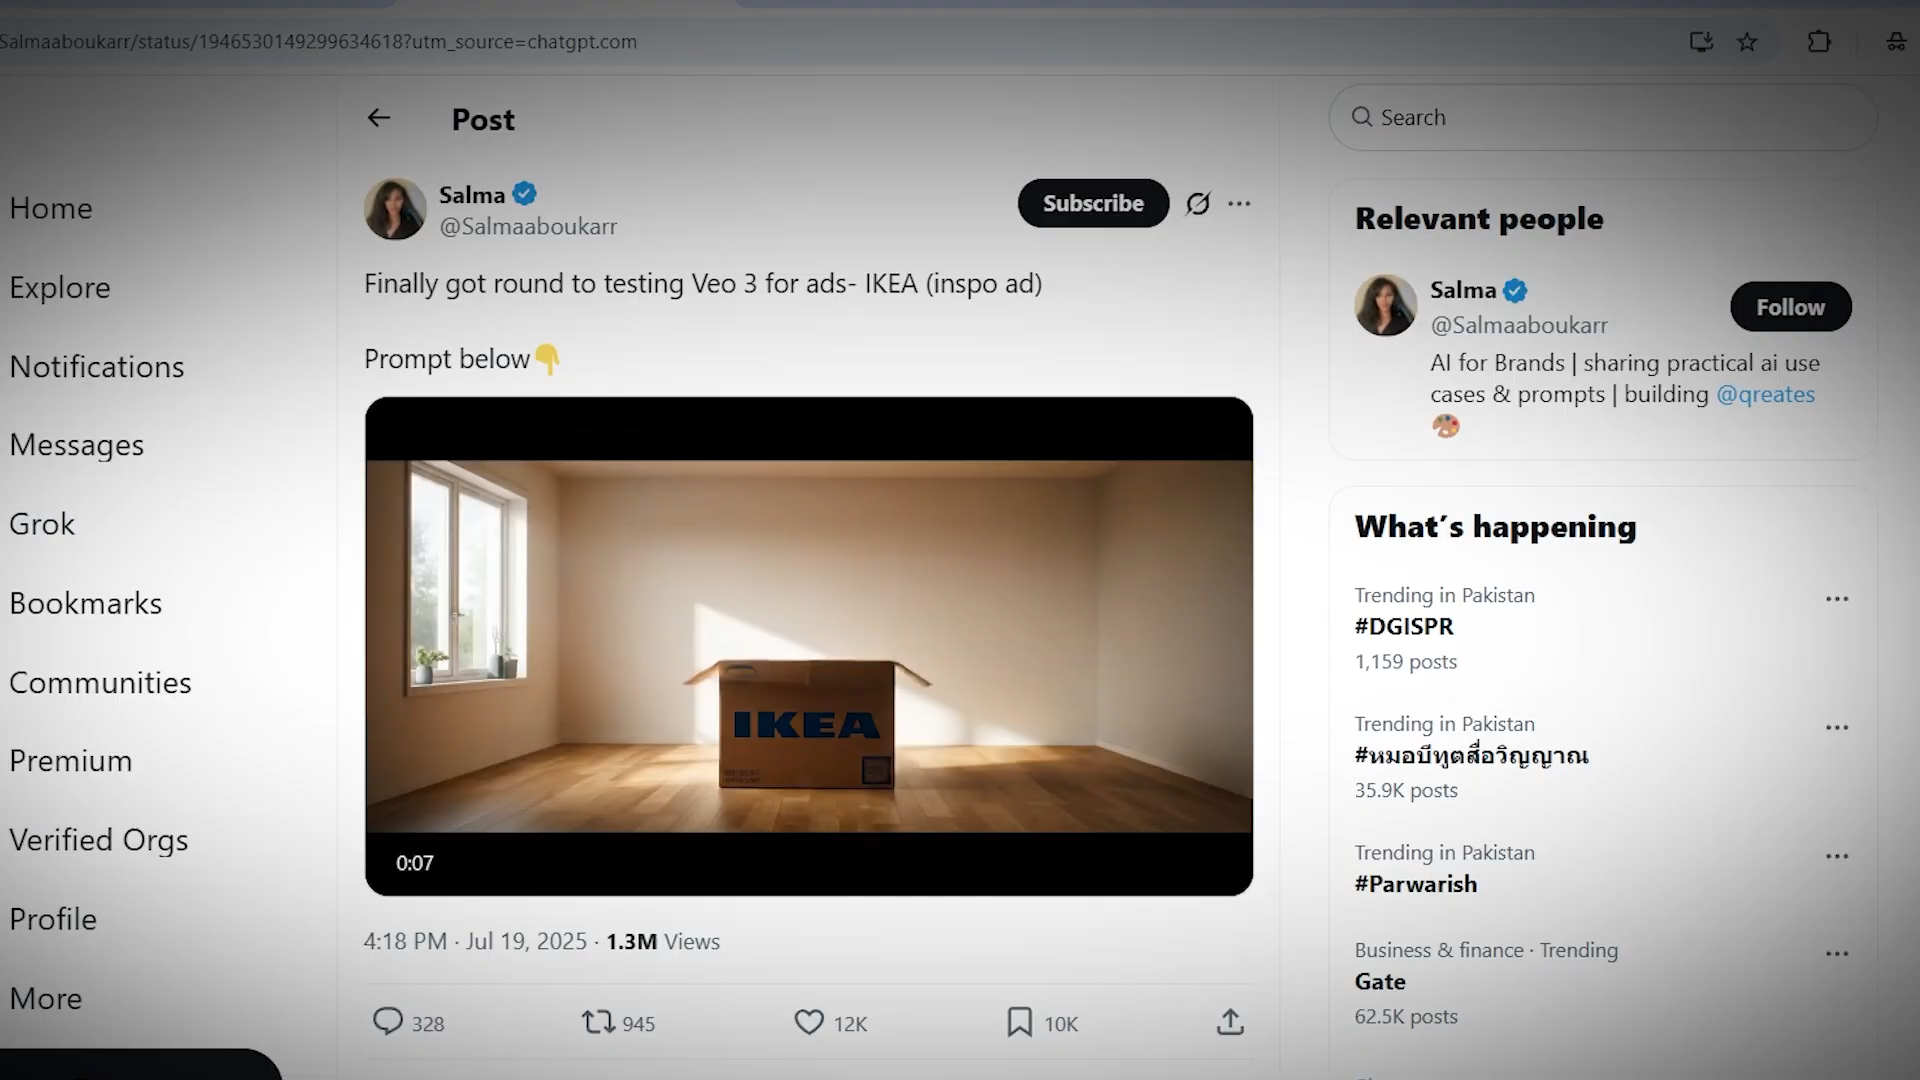 Salmaaboukarr/status/1946530149299634618?utm_source=chatgpt.com
Home
Explore
Notifications
Messages
Grok
Bookmarks
Communities
Premium
Verified Orgs
Profile
More
Post
Salma
@Salmaaboukarr
Subscribe
Finally got round to testing Veo 3 for ads- IKEA (inspo ad)
Prompt below👇
IKEA
0:07
4:18 PM · Jul 19, 2025 · 1.3M Views
328
945
12K
10K
Search
Relevant people
Salma
@Salmaaboukarr
Follow
AI for Brands | sharing practical ai use
cases & prompts | building @qreates
🎨
What’s happening
Trending in Pakistan
#DGISPR
1,159 posts
Trending in Pakistan
#หมอบีทูตสื่อวิญญาณ
35.9K posts
Trending in Pakistan
#Parwarish
Business & finance · Trending
Gate
62.5K posts